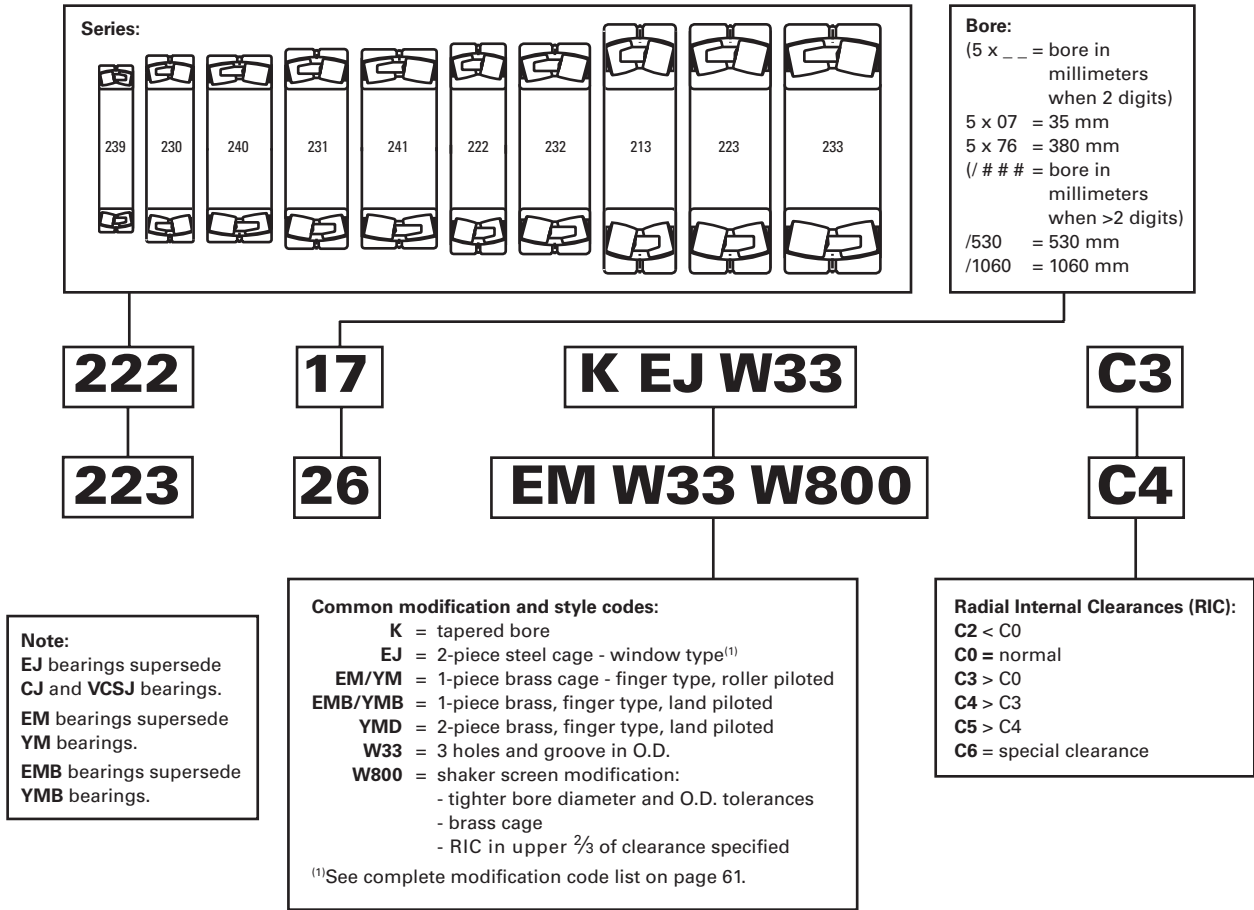 Series:
239 230 240 231 241 222 232 213 223 233
Bore:
(5 x _ _ = bore in
millimeters
when 2 digits)
5 x 07 = 35 mm
5 x 76 = 380 mm
(/ # # # = bore in
millimeters
when >2 digits)
/530 = 530 mm
/1060 = 1060 mm
222 17 K EJ W33 C3
223 26 EM W33 W800 C4
Note:
EJ bearings supersede
CJ and VCSJ bearings.
EM bearings supersede
YM bearings.
EMB bearings supersede
YMB bearings.
Common modification and style codes:
K = tapered bore
EJ = 2-piece steel cage - window type(1)
EM/YM = 1-piece brass cage - finger type, roller piloted
EMB/YMB = 1-piece brass, finger type, land piloted
YMD = 2-piece brass, finger type, land piloted
W33 = 3 holes and groove in O.D.
W800 = shaker screen modification:
- tighter bore diameter and O.D. tolerances
- brass cage
- RIC in upper 2/3 of clearance specified
(1)See complete modification code list on page 61.
Radial Internal Clearances (RIC):
C2 < C0
C0 = normal
C3 > C0
C4 > C3
C5 > C4
C6 = special clearance